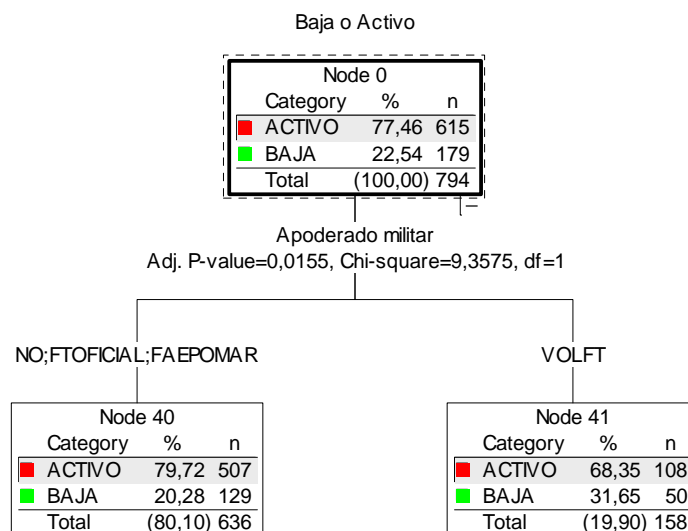 Baja o Activo
Node 0
Category % n
ACTIVO 77,46 615
BAJA 22,54 179
Total (100,00) 794
Apoderado militar
Adj. P-value=0,0155, Chi-square=9,3575, df=1
NO;FTOFICIAL;FAEPOMAR
VOLFT
Node 40
Category % n
ACTIVO 79,72 507
BAJA 20,28 129
Total (80,10) 636
Node 41
Category % n
ACTIVO 68,35 108
BAJA 31,65 50
Total (19,90) 158